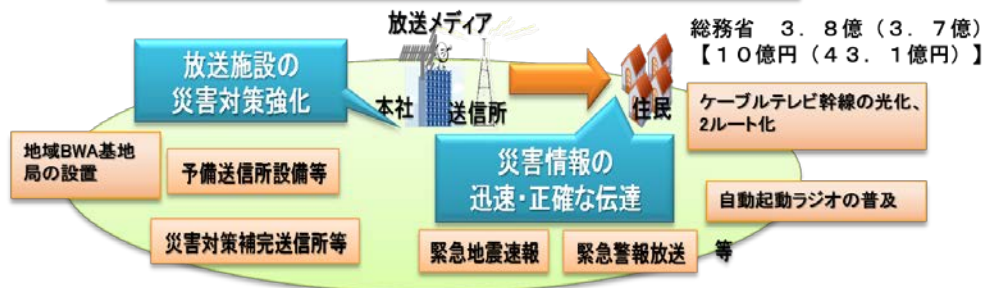 放送メディア
総務省　３．８億（３．７億）
【１０億円（４３．１億円）】
放送施設の
災害対策強化
本社
送信所
住民
ケーブルテレビ幹線の光化、
2ルート化
地域BWA基地
局の設置
予備送信所設備等
災害情報の
迅速・正確な伝達
自動起動ラジオの普及
災害対策補完送信所等
緊急地震速報
緊急警報放送
等